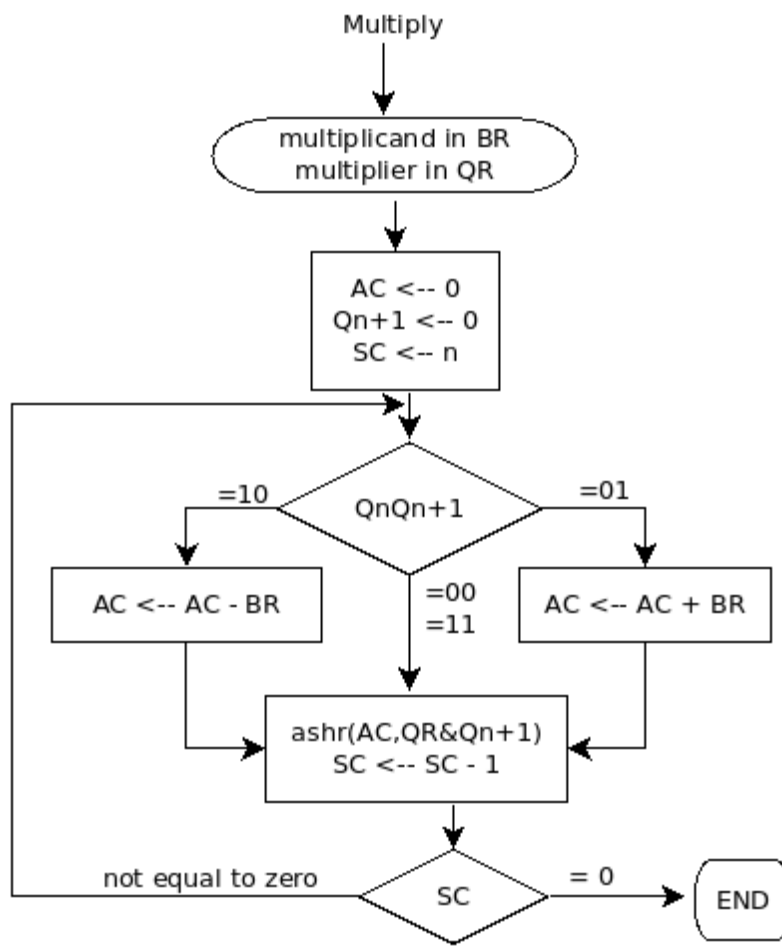 Multiply
multiplicand in BR
multiplier in QR
AC <-- 0
Qn+1 <-- 0
SC <-- n
=10
QnQn+1
=01
AC <-- AC - BR
=00
=11
AC <-- AC + BR
ashr(AC,QR&Qn+1)
SC <-- SC - 1
not equal to zero
SC
= 0
END